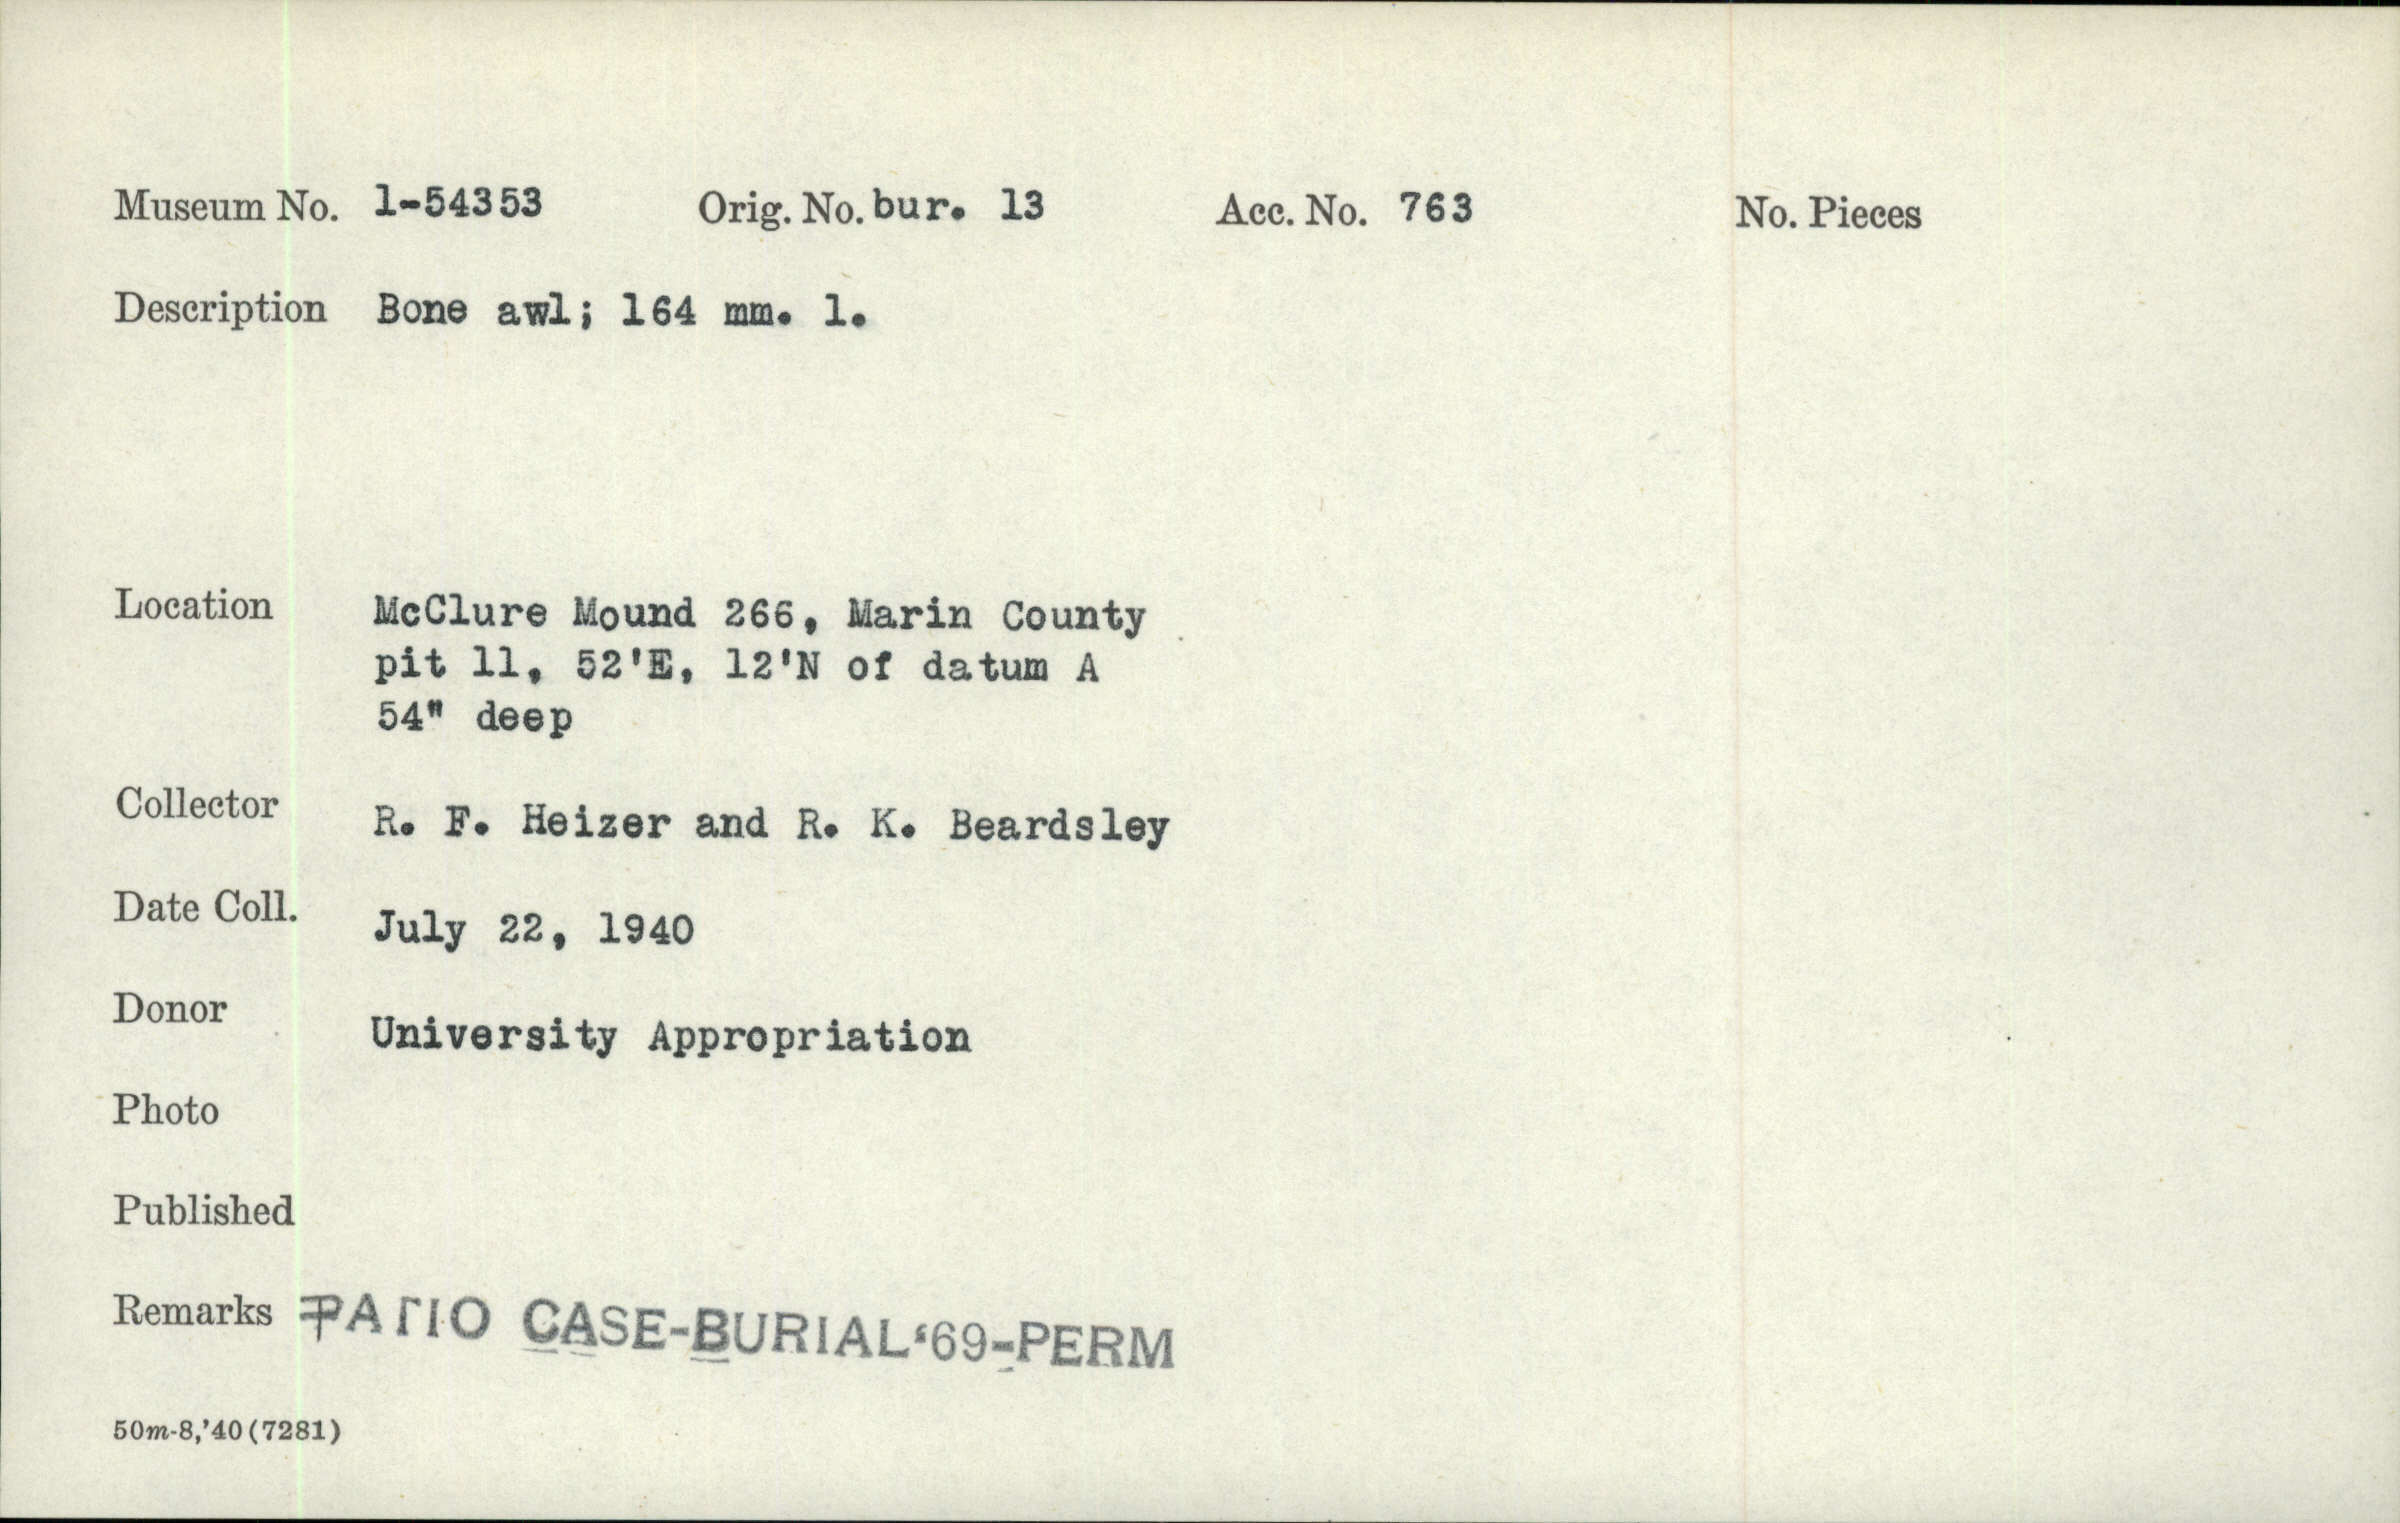 Museum No. 1-54353 Orig. No. bur. 13 Acc. No. 763 No. Pieces
Description Bone awl; 164 mm. l.
Location McClure Mound 266, Marin County
pit 11, 52'E, 12'N of datum A
54" deep
Collector R. F. Heizer and R. K. Beardsley
Date Coll. July 22, 1940
Donor University Appropriation
Photo
Published
Remarks PATIO CASE-BURIAL '69-PERM
50m-8,'40(7281)